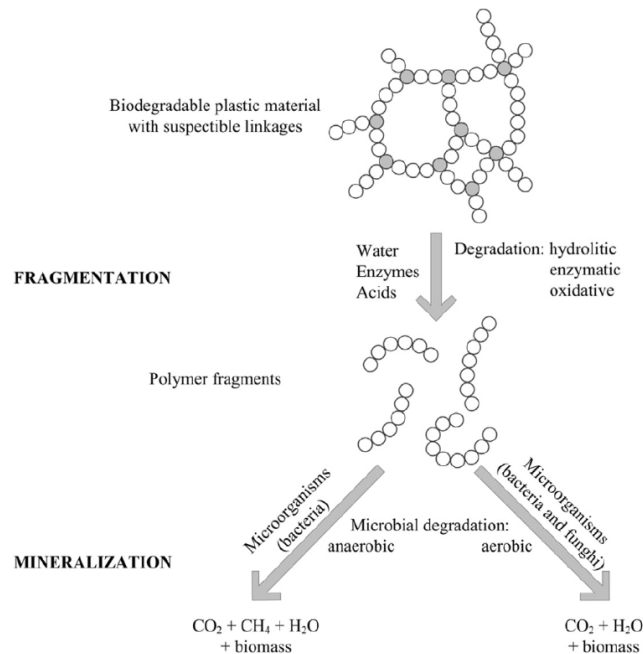 Biodegradable plastic material
with suspectible linkages
Water
Enzymes
Acids
Degradation: hydrolitic
enzymatic
oxidative
FRAGMENTATION
Polymer fragments
Microorganisms
(bacteria)
Microorganisms
(bacteria and funghi)
Microbial degradation:
anaerobic aerobic
MINERALIZATION
CO₂ + CH₄ + H₂O
+ biomass
CO₂ + H₂O
+ biomass